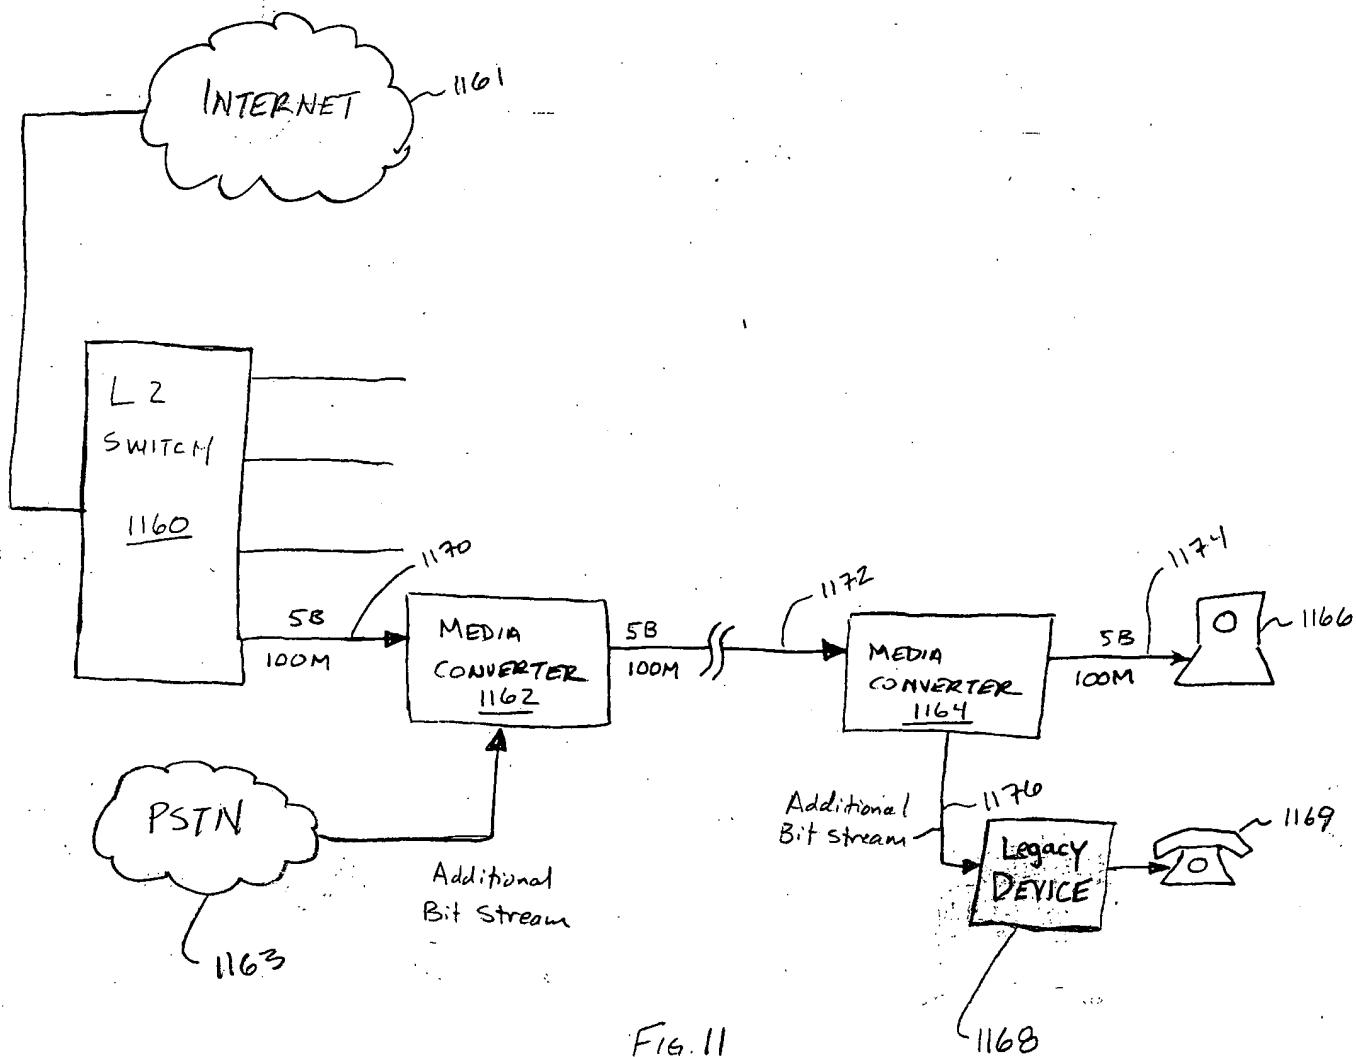 INTERNET
1161
L2
SWITCH
1160
1170
5B
100M
MEDIA
CONVERTER
1162
5B
100M
1172
MEDIA
CONVERTER
1164
1174
5B
100M
1166
PSTN
1163
Additional
Bit Stream
Additional
Bit Stream
1176
Legacy
DEVICE
1169
1168
FIG. 11